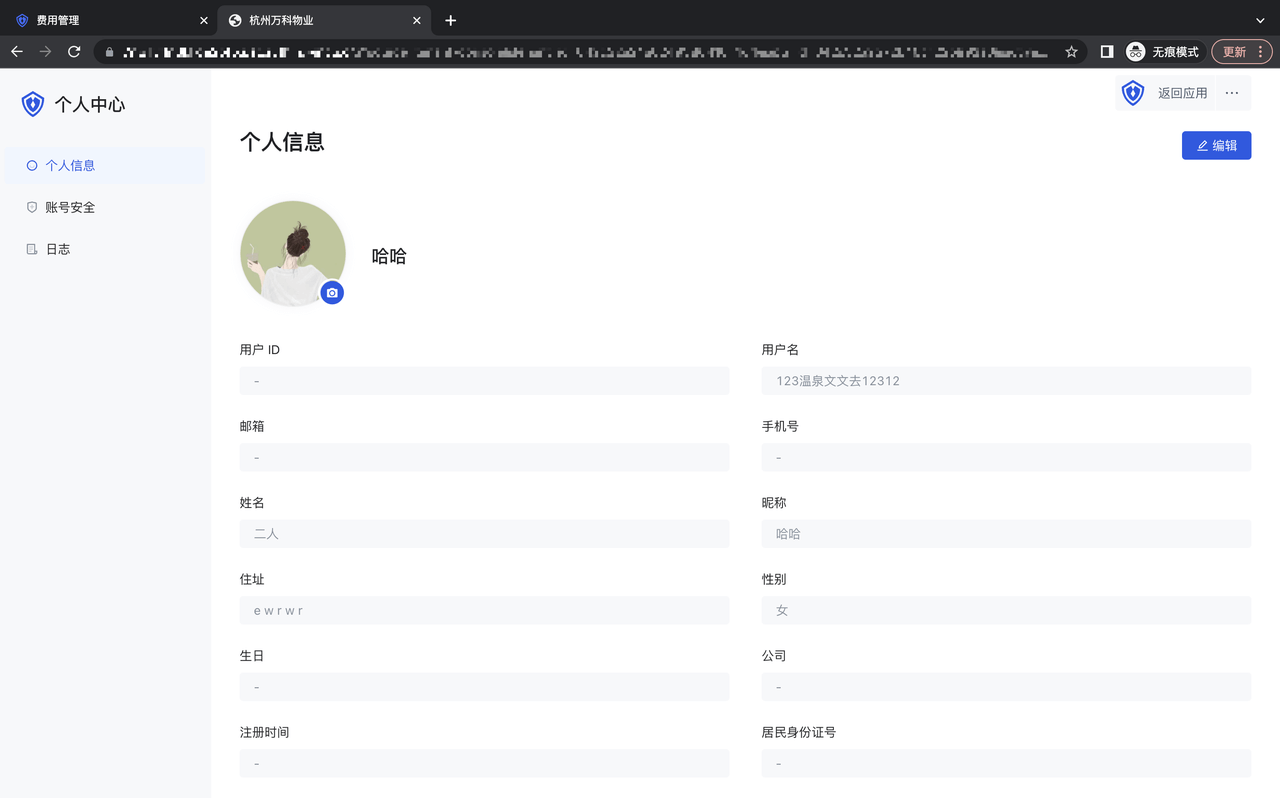 费用管理
杭州万科物业
无痕模式
更新
个人中心
返回应用
个人信息
编辑
个人信息
账号安全
日志
哈哈
用户 ID
用户名
-
123温泉文文去12312
邮箱
手机号
-
-
姓名
昵称
二人
哈哈
住址
性别
e w r w r
女
生日
公司
-
-
注册时间
居民身份证号
-
-